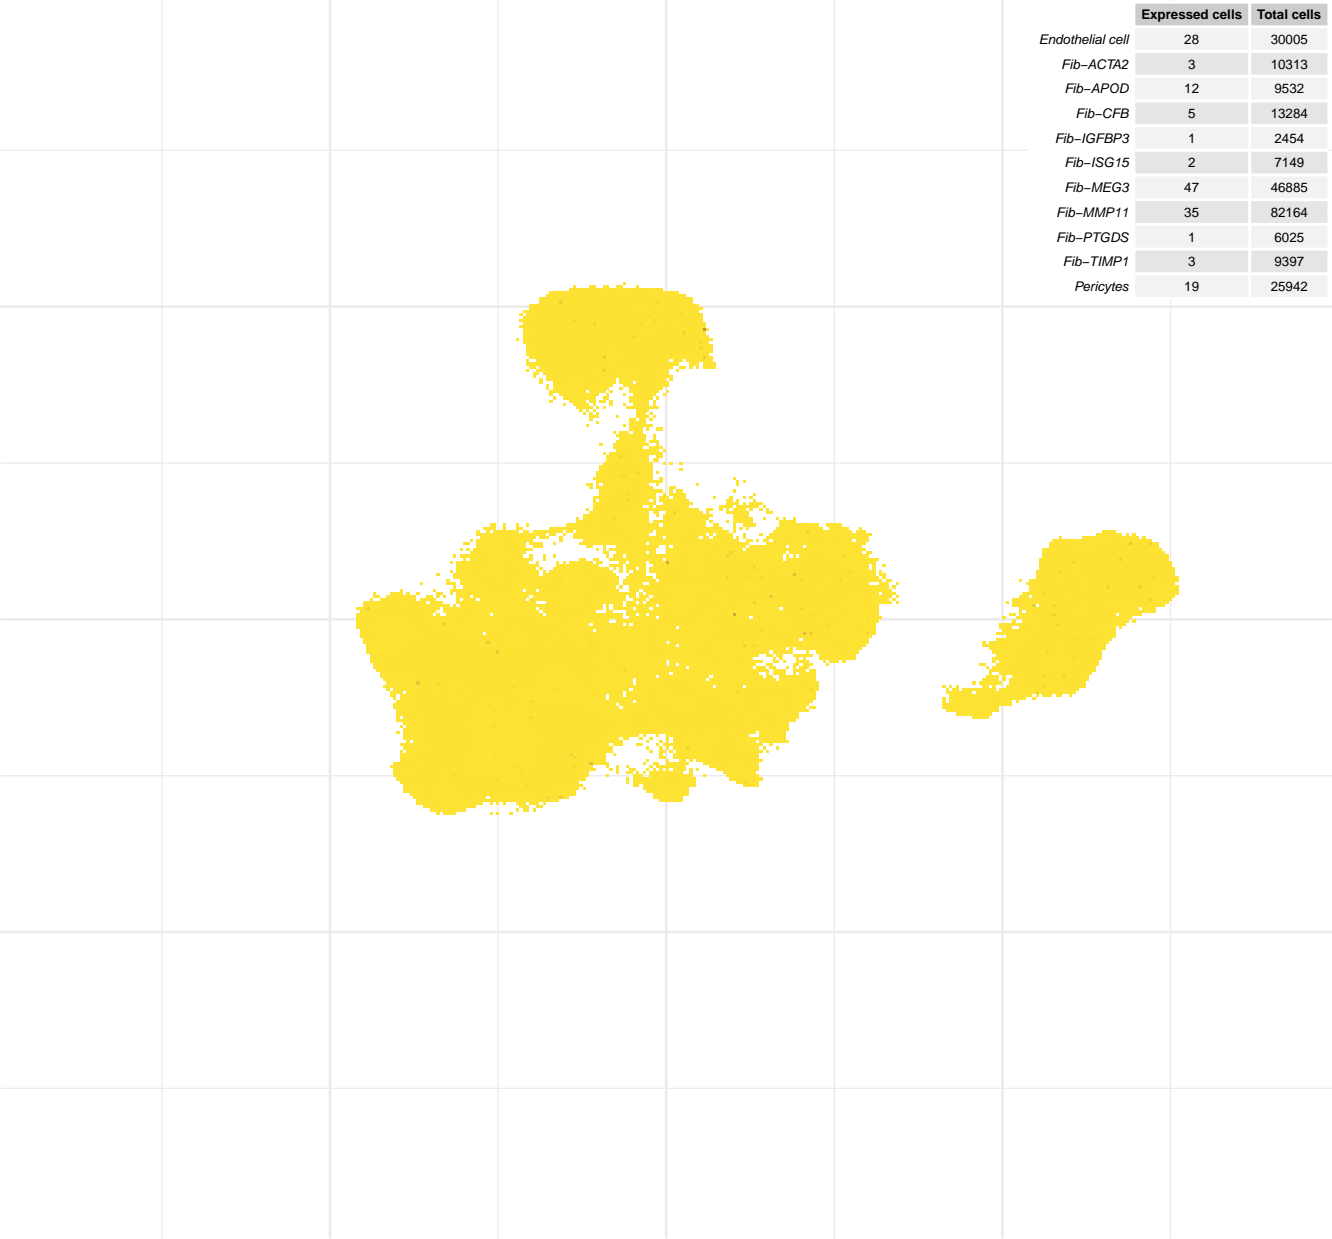 Expressed cells Total cells
Endothelial cell 28 30005
Fib−ACTA2 3 10313
Fib−APOD 12 9532
Fib−CFB 5 13284
Fib−IGFBP3 1 2454
Fib−ISG15 2 7149
Fib−MEG3 47 46885
Fib−MMP11 35 82164
Fib−PTGDS 1 6025
Fib−TIMP1 3 9397
Pericytes 19 25942